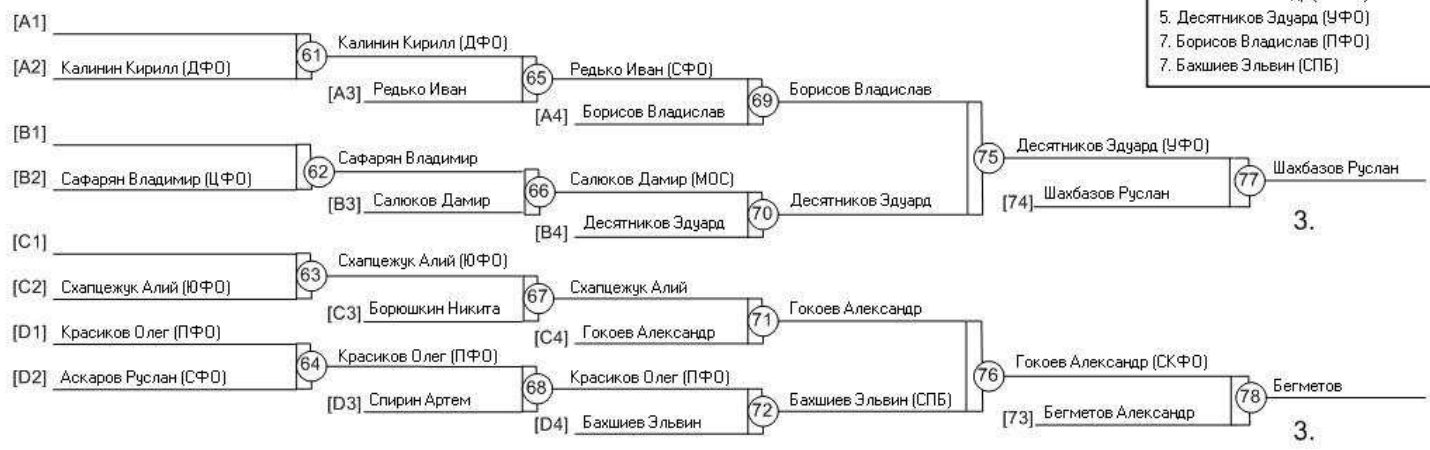 5. Десятников Эдуард (УФО)
7. Борисов Владислав (ПФО)
7. Бахшиев Эльвин (СПБ)
[A1]
[A2] Калинин Кирилл (ДФО)
61
Калинин Кирилл (ДФО)
[A3] Редько Иван
65
Редько Иван (СФО)
[A4] Борисов Владислав
69
Борисов Владислав
[B1]
[B2] Сафарян Владимир (ЦФО)
62
Сафарян Владимир
[B3] Салюков Дамир
66
Салюков Дамир (МОС)
[B4] Десятников Эдуард
70
Десятников Эдуард
75
Десятников Эдуард (УФО)
[74] Шахбазов Руслан
77
Шахбазов Руслан
3.
[C1]
[C2] Схапцежук Алий (ЮФО)
63
Схапцежук Алий (ЮФО)
[C3] Борюшкин Никита
67
Схапцежук Алий
[C4] Гокоев Александр
71
Гокоев Александр
[D1] Красиков Олег (ПФО)
[D2] Аскаров Руслан (СФО)
64
Красиков Олег (ПФО)
[D3] Спирин Артем
68
Красиков Олег (ПФО)
[D4] Бахшиев Эльвин
72
Бахшиев Эльвин (СПБ)
76
Гокоев Александр (СКФО)
[73] Бегметов Александр
78
Бегметов
3.